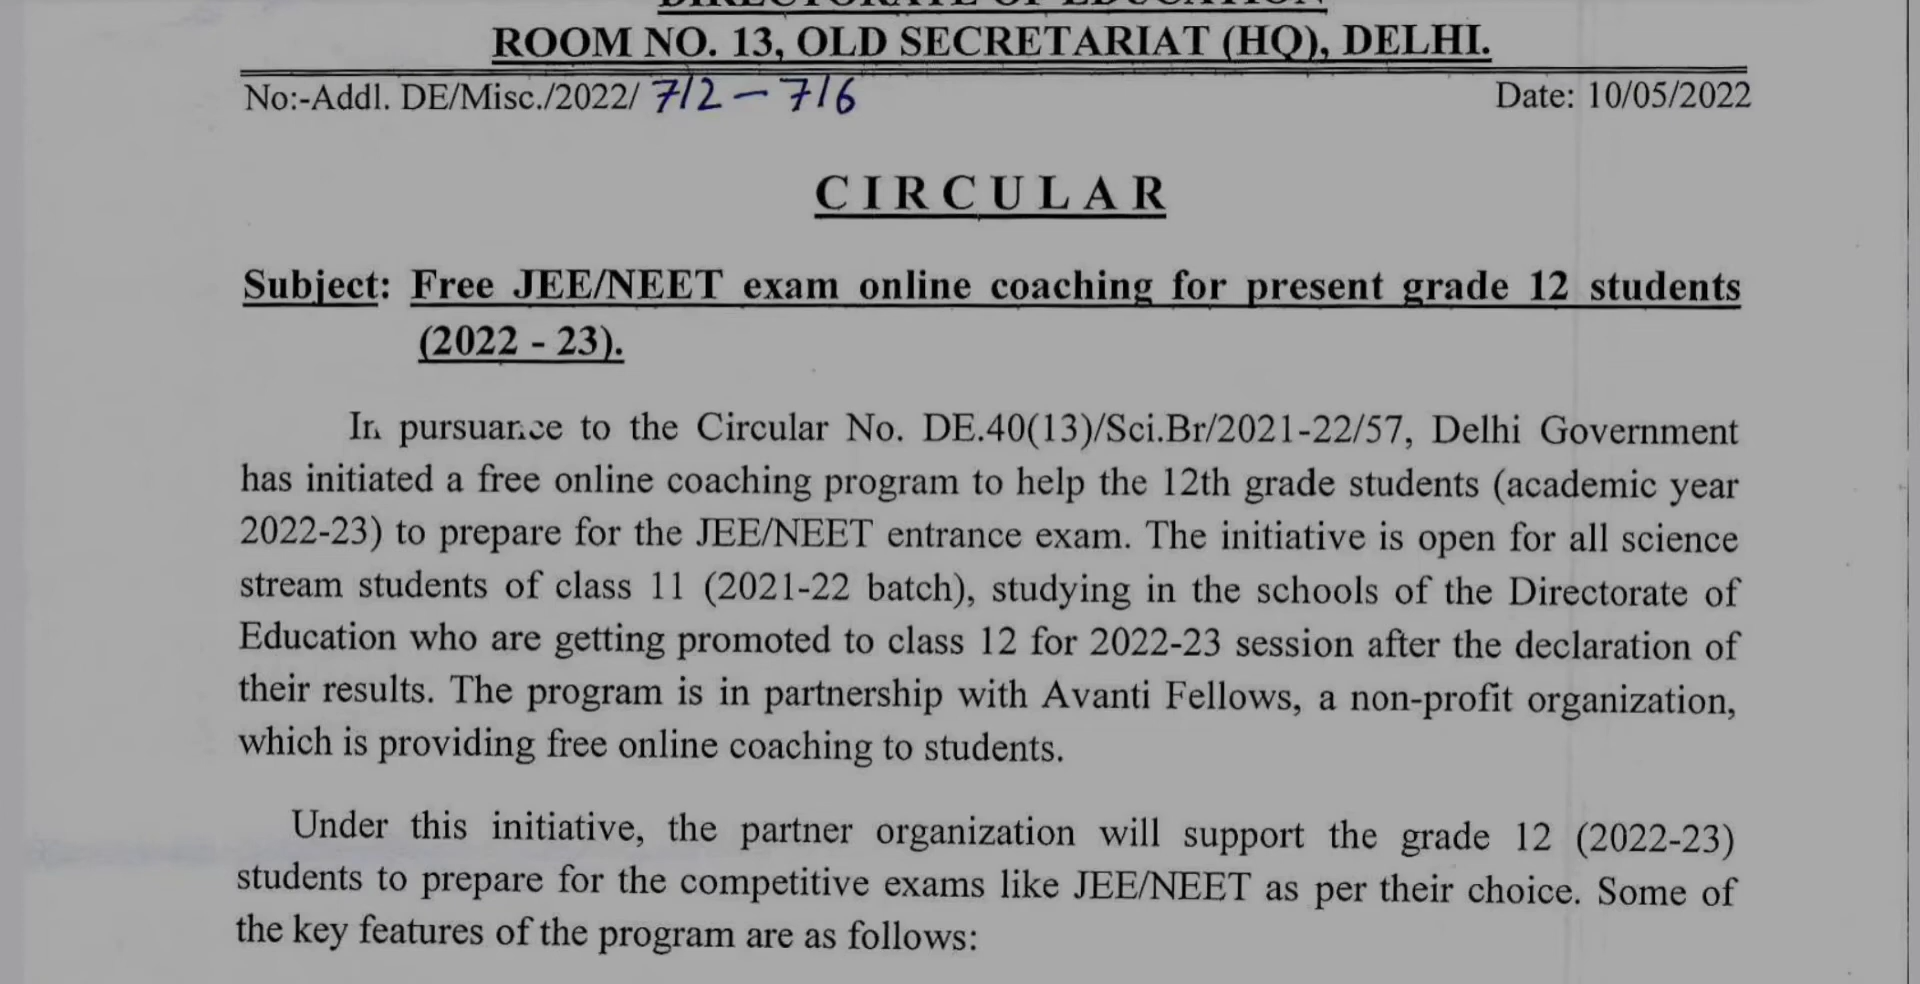 DIRECTORATE OF EDUCATION
ROOM NO. 13, OLD SECRETARIAT (HQ), DELHI.
No:-Addl. DE/Misc./2022/ 712 – 716 Date: 10/05/2022
CIRCULAR
Subject: Free JEE/NEET exam online coaching for present grade 12 students
(2022 - 23).
In pursuance to the Circular No. DE.40(13)/Sci.Br/2021-22/57, Delhi Government
has initiated a free online coaching program to help the 12th grade students (academic year
2022-23) to prepare for the JEE/NEET entrance exam. The initiative is open for all science
stream students of class 11 (2021-22 batch), studying in the schools of the Directorate of
Education who are getting promoted to class 12 for 2022-23 session after the declaration of
their results. The program is in partnership with Avanti Fellows, a non-profit organization,
which is providing free online coaching to students.
Under this initiative, the partner organization will support the grade 12 (2022-23)
students to prepare for the competitive exams like JEE/NEET as per their choice. Some of
the key features of the program are as follows: